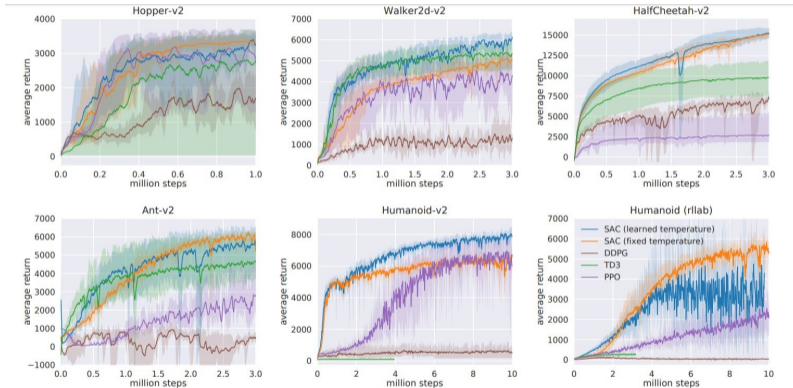 Hopper-v2
4000
3000
2000
1000
0
average return
0.0 0.2 0.4 0.6 0.8 1.0
million steps
Walker2d-v2
7000
6000
5000
4000
3000
2000
1000
0
average return
0.0 0.5 1.0 1.5 2.0 2.5 3.0
million steps
HalfCheetah-v2
15000
12500
10000
7500
5000
2500
0
average return
0.0 0.5 1.0 1.5 2.0 2.5 3.0
million steps
Ant-v2
7000
6000
5000
4000
3000
2000
1000
0
−1000
average return
0.0 0.5 1.0 1.5 2.0 2.5 3.0
million steps
Humanoid-v2
8000
6000
4000
2000
0
average return
0 2 4 6 8 10
million steps
Humanoid (rllab)
7000
6000
5000
4000
3000
2000
1000
0
average return
SAC (learned temperature)
SAC (fixed temperature)
DDPG
TD3
PPO
0 2 4 6 8 10
million steps